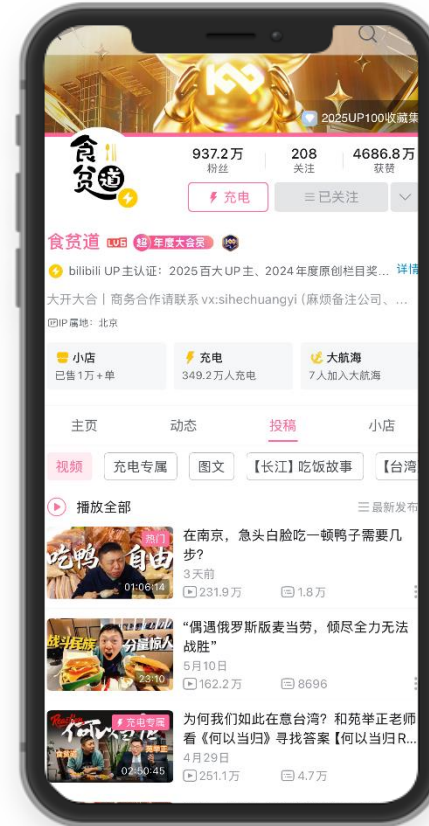 2025UP100收藏集
食贫道
937.2万
208
4686.8万
粉丝
关注
获赞
充电
已关注
食贫道 LV6 超 年度大会员
bilibili UP主认证：2025百大UP主、2024年度原创栏目奖... 详情
大开大合丨商务合作请联系 vx:sihechuangyi（麻烦备注公司、...
IP属地：北京
小店
充电
大航海
已售1万+单
349.2万人充电
7人加入大航海
主页
动态
投稿
小店
视频
充电专属
图文
【长江】吃饭故事
【台湾
播放全部
最新发布
热门
吃鸭自由
01:06:14
在南京，急头白脸吃一顿鸭子需要几
步？
3天前
231.9万
1.8万
战斗民族 分量惊人
23:10
“偶遇俄罗斯版麦当劳，倾尽全力无法
战胜”
5月10日
162.2万
8696
充电专属
何以当归
食贫道
苑举正
02:50:45
为何我们如此在意台湾？和苑举正老师
看《何以当归》寻找答案【何以当归R...
4月29日
251.1万
4.7万